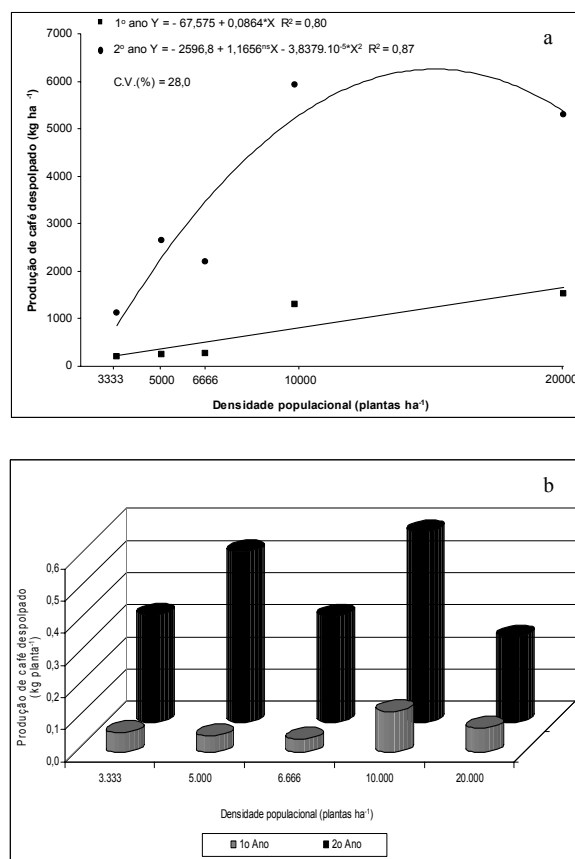 ■ 1º ano Y = - 67,575 + 0,0864*X R² = 0,80
a
● 2º ano Y = - 2596,8 + 1,1656ⁿˢX - 3,8379.10⁻⁵*X² R² = 0,87
C.V.(%) = 28,0
Produção de café despolpado (kg ha⁻¹)
7000
6000
5000
4000
3000
2000
1000
0
3333 5000 6666 10000 20000
Densidade populacional (plantas ha⁻¹)
b
Produção de café despolpado
(kg planta⁻¹)
0,6
0,5
0,4
0,3
0,2
0,1
0,0
3.333 5.000 6.666 10.000 20.000
Densidade populacional (plantas ha⁻¹)
1o Ano 2o Ano